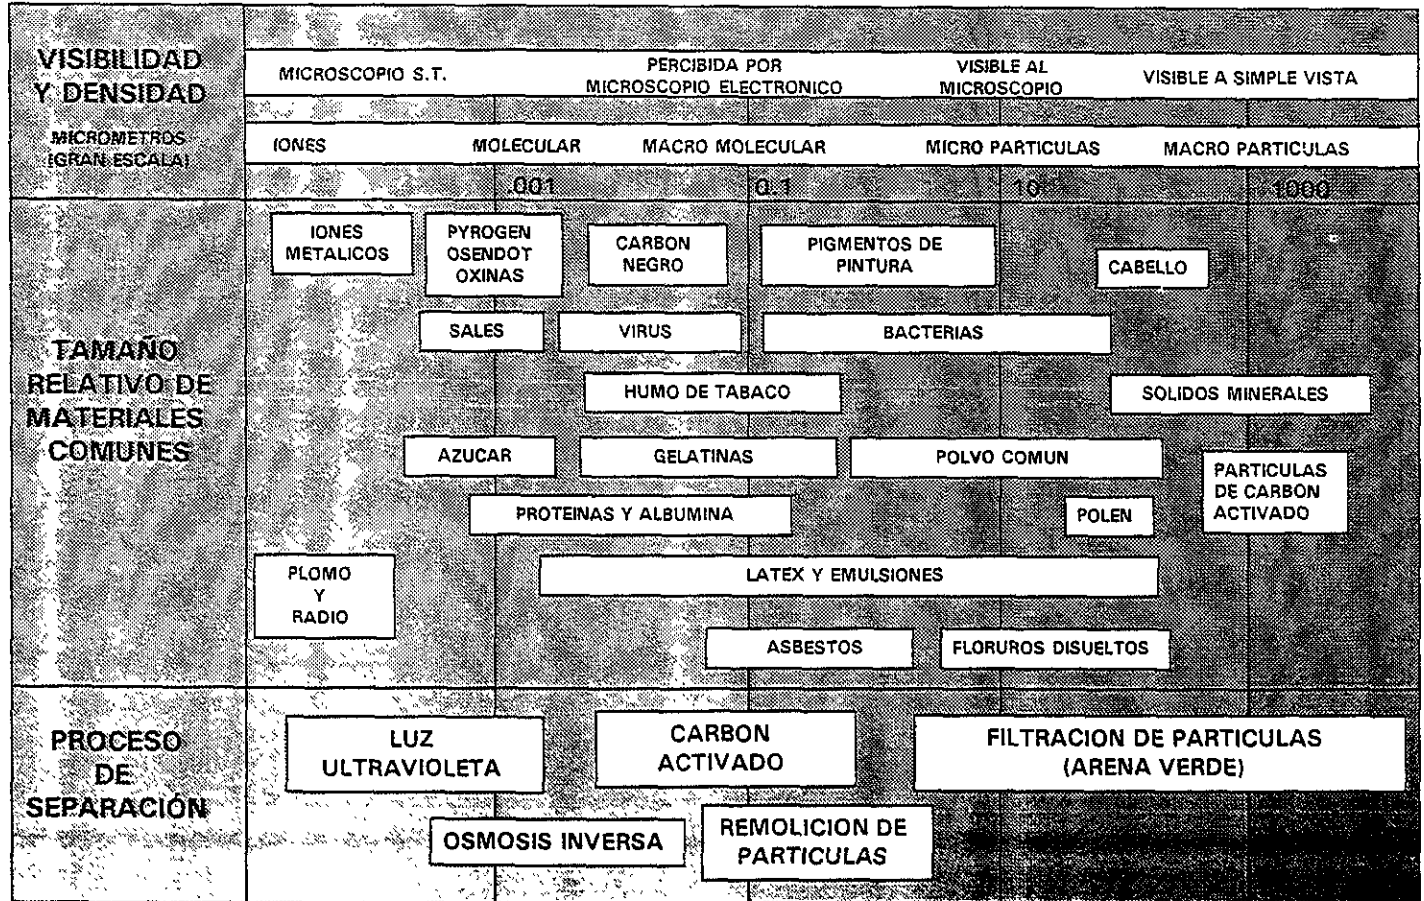 VISIBILIDAD
Y DENSIDAD
MICROMETROS
(GRAN ESCALA)
MICROSCOPIO S.T.
PERCIBIDA POR
MICROSCOPIO ELECTRONICO
VISIBLE AL
MICROSCOPIO
VISIBLE A SIMPLE VISTA
IONES
MOLECULAR
MACRO MOLECULAR
MICRO PARTICULAS
MACRO PARTICULAS
.001
0.1
10
1000
TAMAÑO
RELATIVO DE
MATERIALES
COMUNES
IONES
METALICOS
PYROGEN
OSENDOT
OXINAS
CARBON
NEGRO
PIGMENTOS DE
PINTURA
CABELLO
SALES
VIRUS
BACTERIAS
HUMO DE TABACO
SOLIDOS MINERALES
AZUCAR
GELATINAS
POLVO COMUN
PARTICULAS
DE CARBON
ACTIVADO
PROTEINAS Y ALBUMINA
POLEN
PLOMO
Y
RADIO
LATEX Y EMULSIONES
ASBESTOS
FLORUROS DISUELTOS
PROCESO
DE
SEPARACIÓN
LUZ
ULTRAVIOLETA
CARBON
ACTIVADO
FILTRACION DE PARTICULAS
(ARENA VERDE)
OSMOSIS INVERSA
REMOLICION DE
PARTICULAS